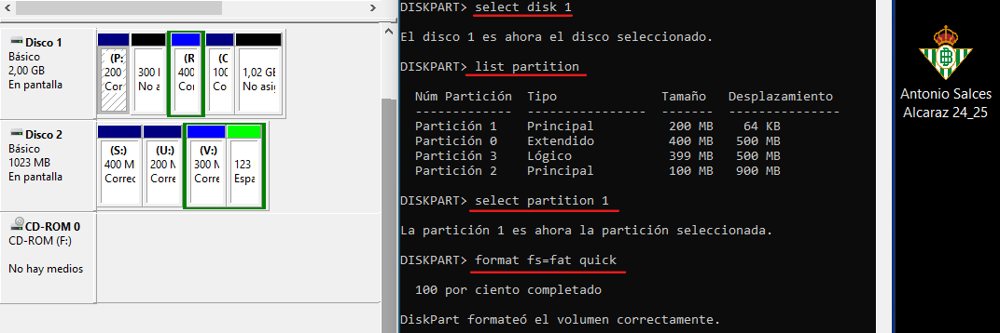 Disco 1
Básico
2,00 GB
En pantalla
(P:
200
Cor
300
No a
(R
400
Co
(C
10
Co
1,02 GE
No asi
Disco 2
Básico
1023 MB
En pantalla
(S:)
400 M
Correc
(U:)
200 N
Corre
(V:)
300 N
Corre
123
Espa
CD-ROM 0
CD-ROM (F:)
No hay medios
DISKPART> select disk 1
El disco 1 es ahora el disco seleccionado.
DISKPART> list partition
Núm Partición Tipo Tamaño Desplazamiento
------------- ---------------- ------- ---------------
Partición 1 Principal 200 MB 64 KB
Partición 0 Extendido 400 MB 500 MB
Partición 3 Lógico 399 MB 500 MB
Partición 2 Principal 100 MB 900 MB
DISKPART> select partition 1
La partición 1 es ahora la partición seleccionada.
DISKPART> format fs=fat quick
100 por ciento completado
DiskPart formateó el volumen correctamente.
Antonio Salces
Alcaraz 24_25